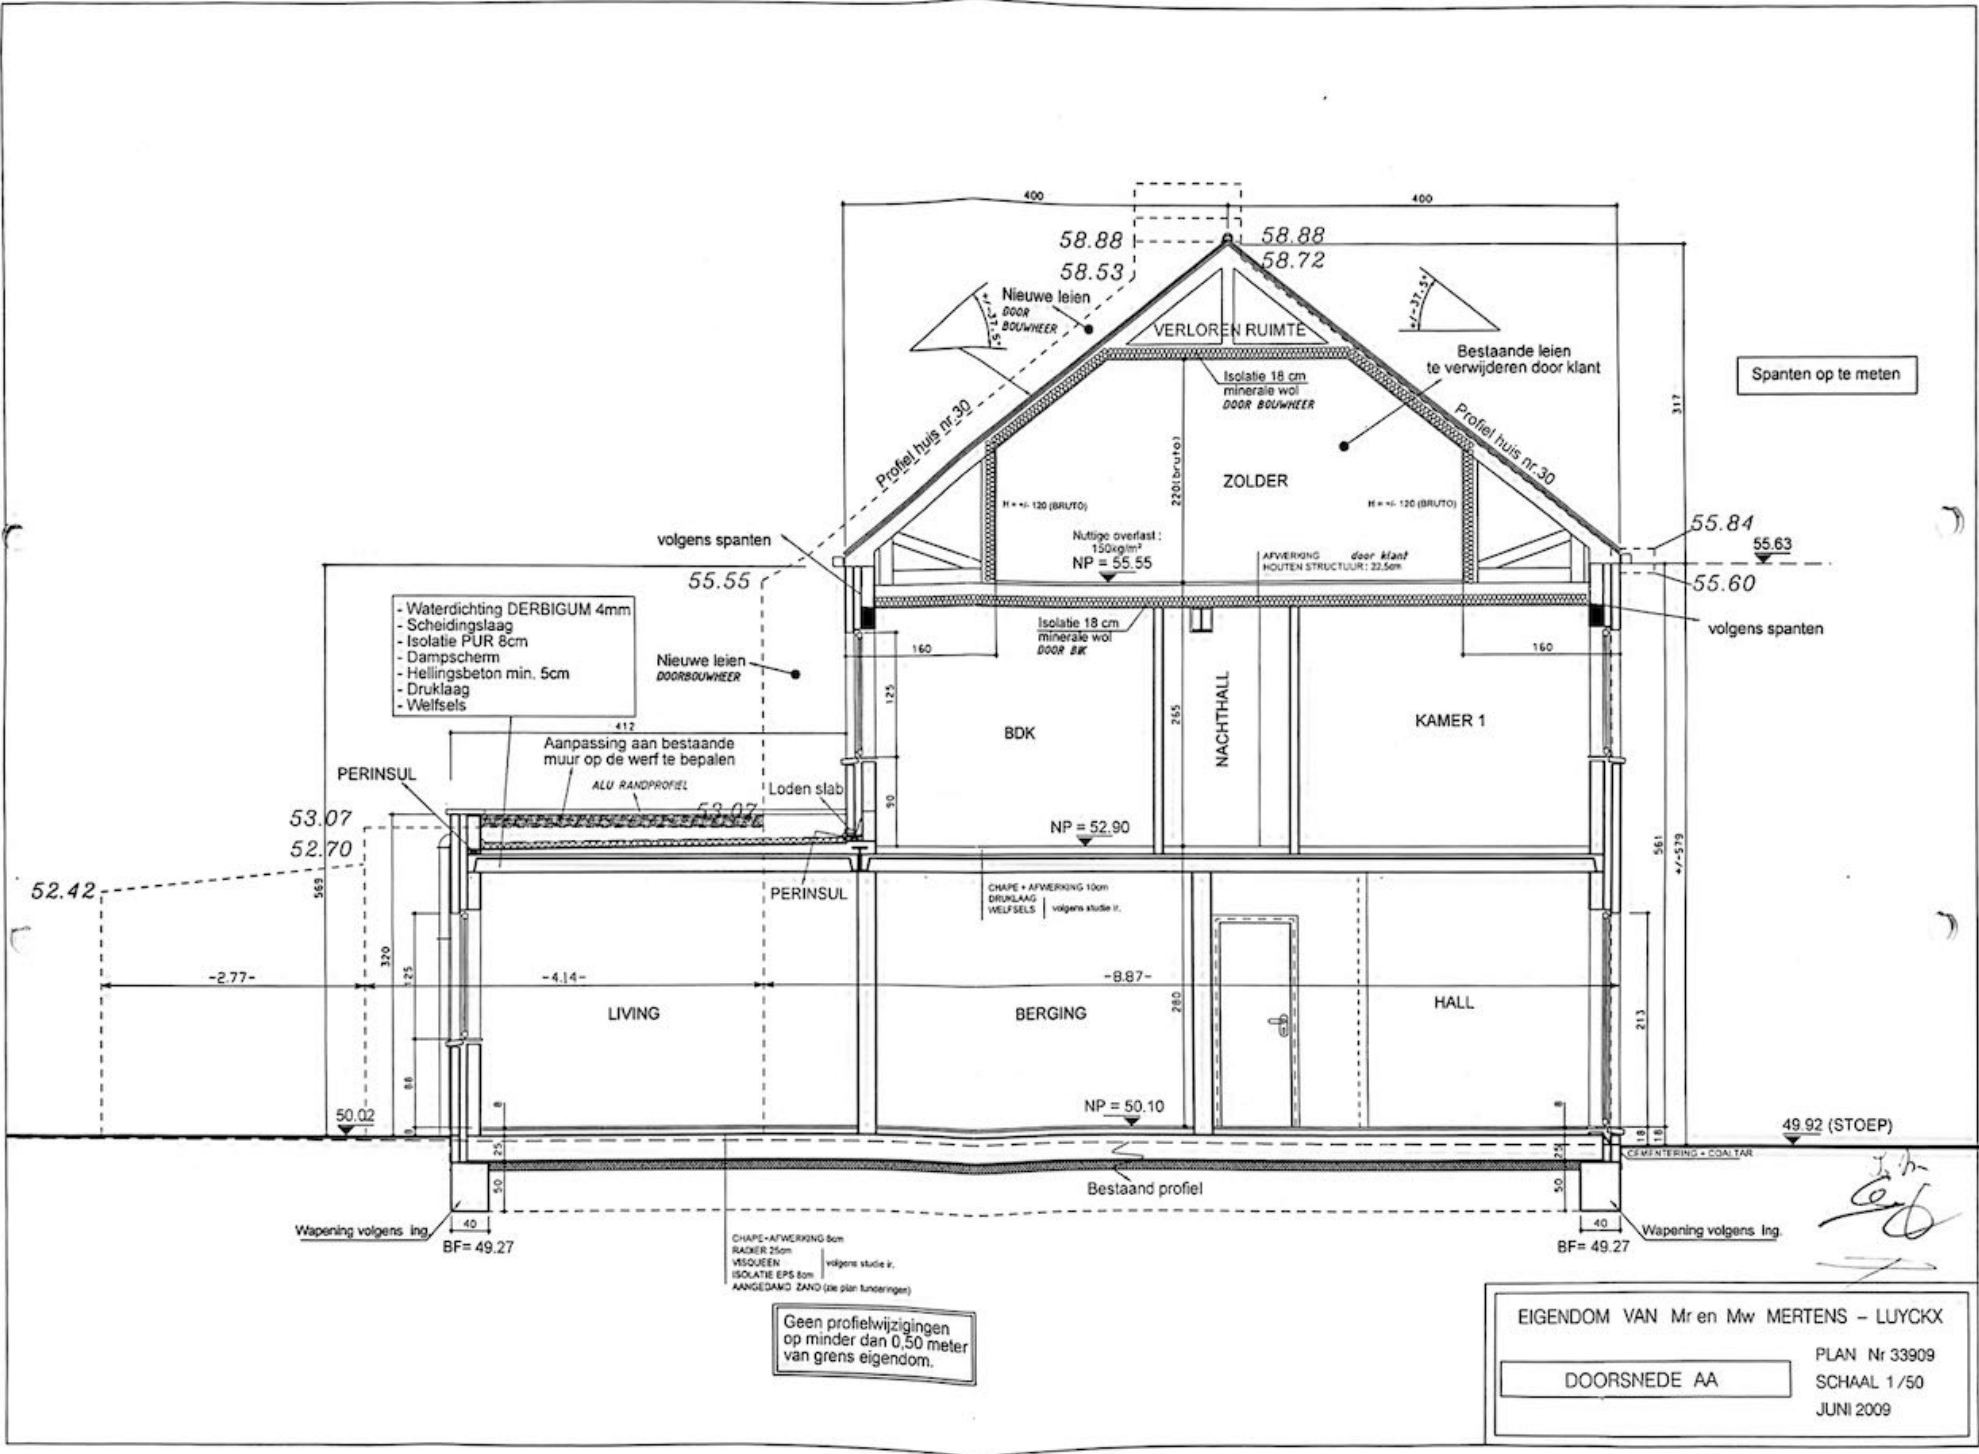 400
400
58.88
58.88
58.53
58.72
Nieuwe leien
DOOR
BOUWHEER
+/-37.5°
+/-37.5°
VERLOREN RUIMTE
Bestaande leien
te verwijderen door klant
Spanten op te meten
Isolatie 18 cm
minerale wol
DOOR BOUWHEER
317
Profiel huis nr.30
Profiel huis nr.30
220(bruto)
ZOLDER
H = +/- 120 (BRUTO)
H = +/- 120 (BRUTO)
volgens spanten
Nuttige overlast :
150kg/m²
NP = 55.55
AFWERKING door klant
HOUTEN STRUCTUUR : 22.5cm
55.84
55.63
55.60
55.55
- Waterdichting DERBIGUM 4mm
- Scheidingslaag
- Isolatie PUR 8cm
- Dampscherm
- Hellingsbeton min. 5cm
- Druklaag
- Welfsels
Isolatie 18 cm
minerale wol
DOOR BIK
volgens spanten
160
160
Nieuwe leien
DOORBOUWHEER
125
265
NACHTHALL
BDK
KAMER 1
412
Aanpassing aan bestaande
muur op de werf te bepalen
PERINSUL
ALU RANDPROFIEL
Loden slab
90
53.07
53.07
NP = 52.90
52.70
52.42
569
561
+/-579
PERINSUL
CHAPE + AFWERKING 10cm
DRUKLAAG
WELFSELS
volgens studie ir.
320
125
-2.77-
-4.14-
-8.87-
LIVING
BERGING
280
HALL
213
88
50.02
8
NP = 50.10
8
8
49.92 (STOEP)
18
18
CEMENTERING + COALTAR
25
25
50
50
Bestaand profiel
Wapening volgens ing.
40
BF= 49.27
40
BF= 49.27
Wapening volgens Ing.
CHAPE+AFWERKING 8cm
RADIER 25cm
VISQUEEN
ISOLATIE EPS 8cm
AANGEDAMD ZAND (zie plan funderingen)
volgens studie ir.
Geen profielwijzigingen
op minder dan 0,50 meter
van grens eigendom.
EIGENDOM VAN Mr en Mw MERTENS - LUYCKX
DOORSNEDE AA
PLAN Nr 33909
SCHAAL 1/50
JUNI 2009